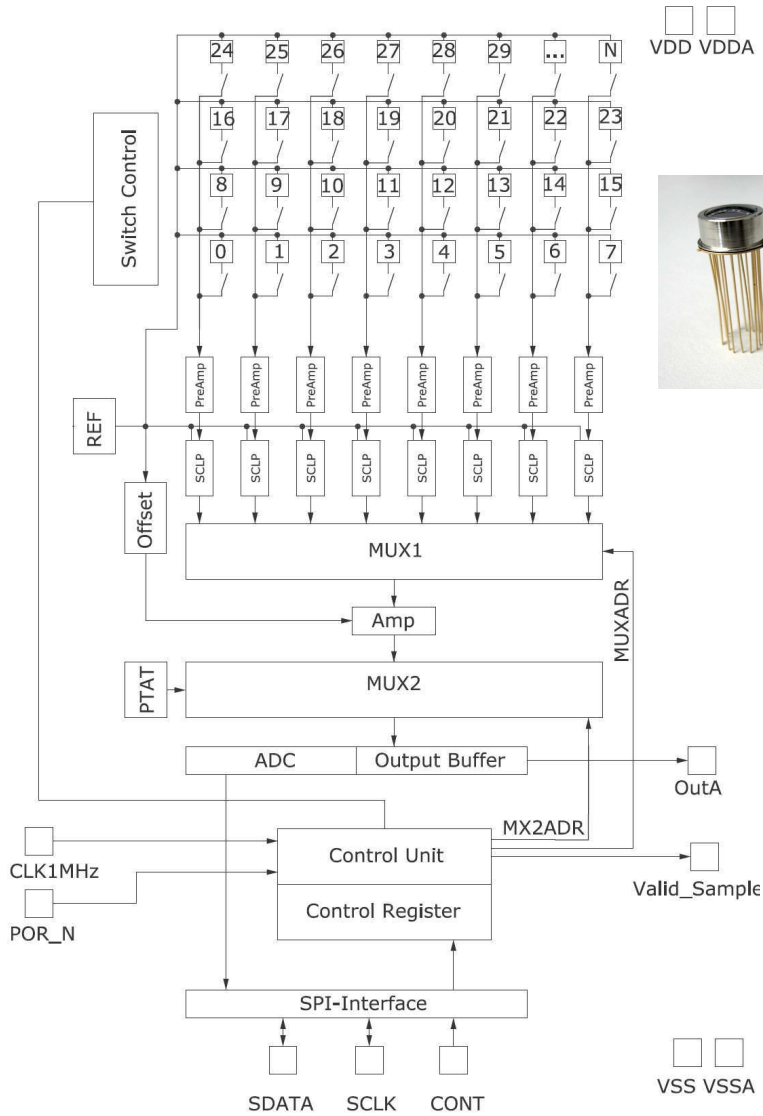 24 25 26 27 28 29 ... N
VDD VDDA
16 17 18 19 20 21 22 23
8 9 10 11 12 13 14 15
0 1 2 3 4 5 6 7
Switch Control
PreAmp PreAmp PreAmp PreAmp PreAmp PreAmp PreAmp PreAmp
REF
SCLP SCLP SCLP SCLP SCLP SCLP SCLP SCLP
Offset
MUX1
MUXADR
Amp
PTAT
MUX2
ADC Output Buffer
OutA
MX2ADR
CLK1MHz
Control Unit
Valid_Sample
POR_N
Control Register
SPI-Interface
SDATA SCLK CONT
VSS VSSA